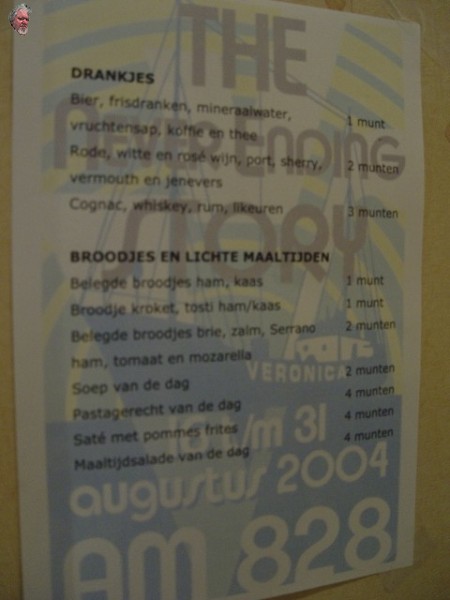 THE
NEVER ENDING
STORY
DRANKJES
Bier, frisdranken, mineraalwater,
vruchtensap, koffie en thee 1 munt
Rode, witte en rosé wijn, port, sherry,
vermouth en jenevers 2 munten
Cognac, whiskey, rum, likeuren 3 munten
BROODJES EN LICHTE MAALTIJDEN
Belegde broodjes ham, kaas 1 munt
Broodje kroket, tosti ham/kaas 1 munt
Belegde broodjes brie, zalm, Serrano 2 munten
ham, tomaat en mozarella
Soep van de dag 2 munten
Pastagerecht van de dag 4 munten
Saté met pommes frites 4 munten
Maaltijdsalade van de dag 4 munten
VERONICA
t/m 31
augustus 2004
AM 828